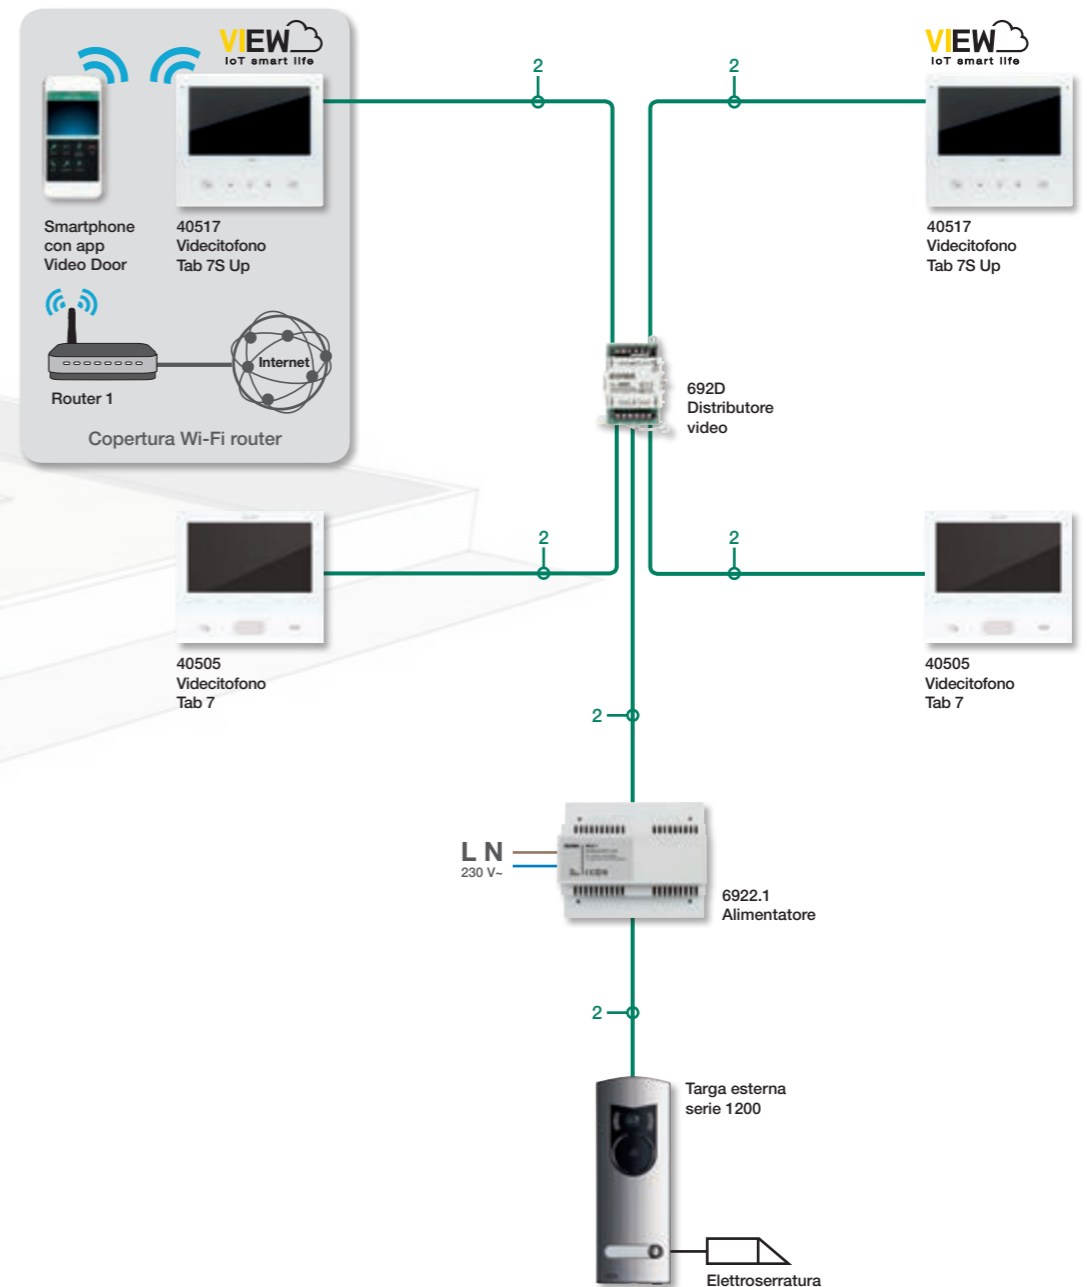 VIEW
IoT smart life
Smartphone
con app
Video Door
40517
Videcitofono
Tab 7S Up
Router 1
Internet
Copertura Wi-Fi router
2
2
VIEW
IoT smart life
40517
Videcitofono
Tab 7S Up
692D
Distributore
video
2
2
40505
Videcitofono
Tab 7
40505
Videcitofono
Tab 7
2
L N
230 V~
6922.1
Alimentatore
2
Targa esterna
serie 1200
Elettroserratura